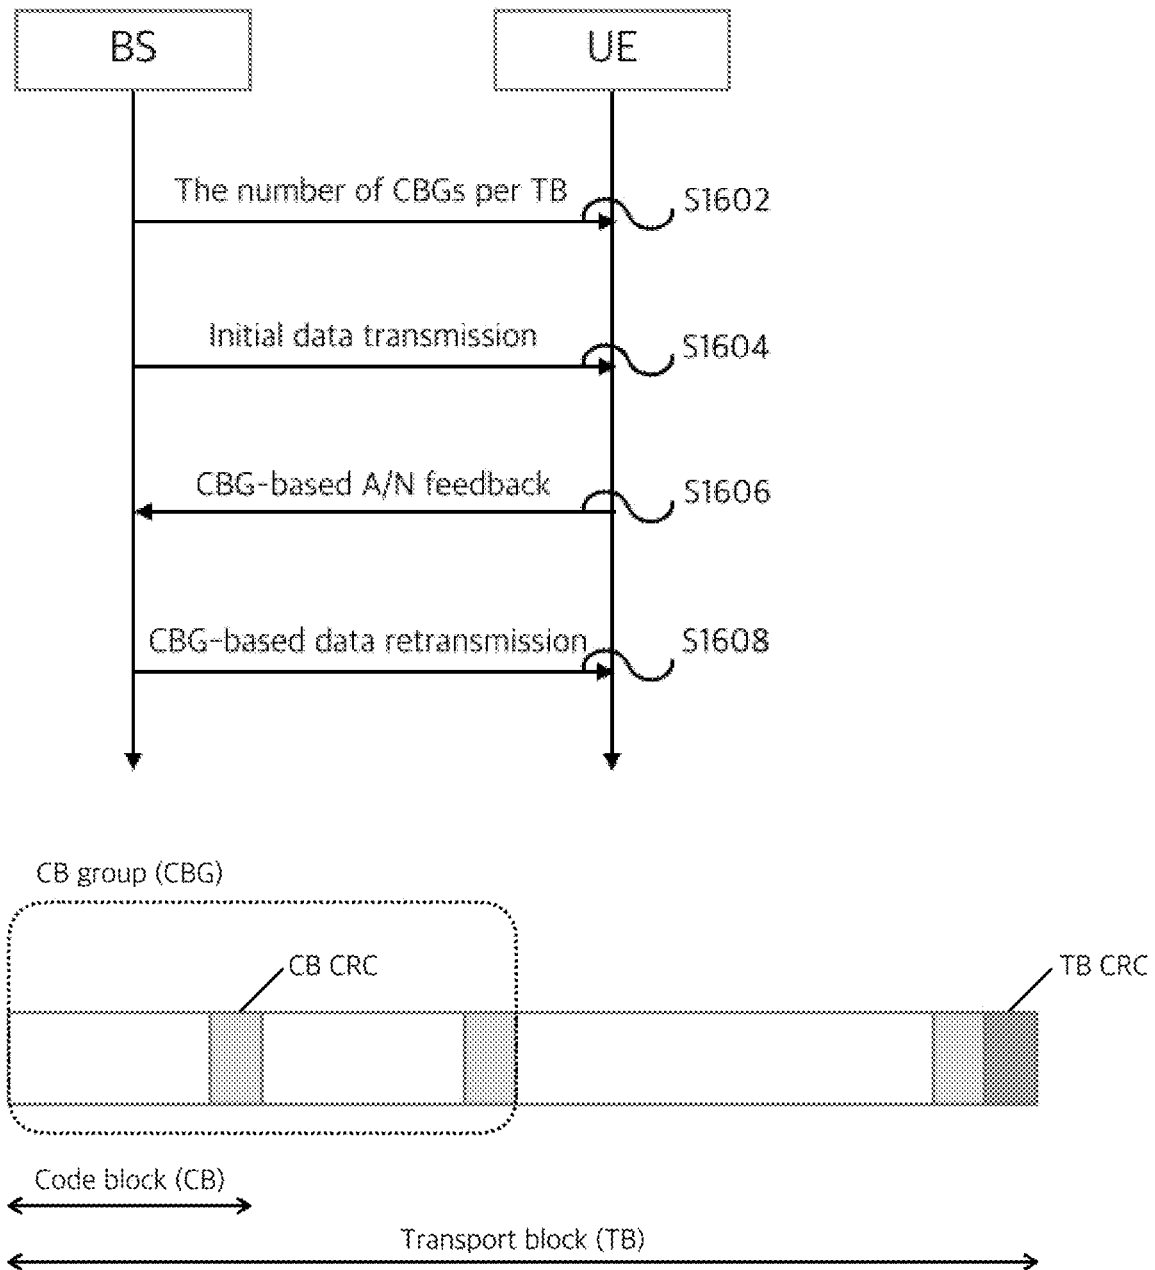 BS
UE
The number of CBGs per TB
S1602
Initial data transmission
S1604
CBG-based A/N feedback
S1606
CBG-based data retransmission
S1608
CB group (CBG)
CB CRC
TB CRC
Code block (CB)
Transport block (TB)